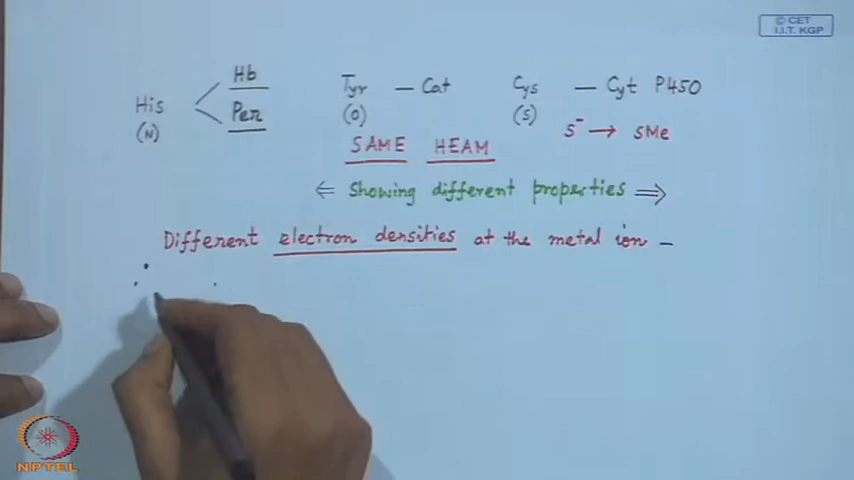 © CET
I.I.T. KGP
His Hb Tyr — Cat Cys — Cyt P450
(N) Per (O) (S) S⁻ → SMe
SAME HEAM
⇐ Showing different properties ⇒
Different electron densities at the metal ion –
NPTEL